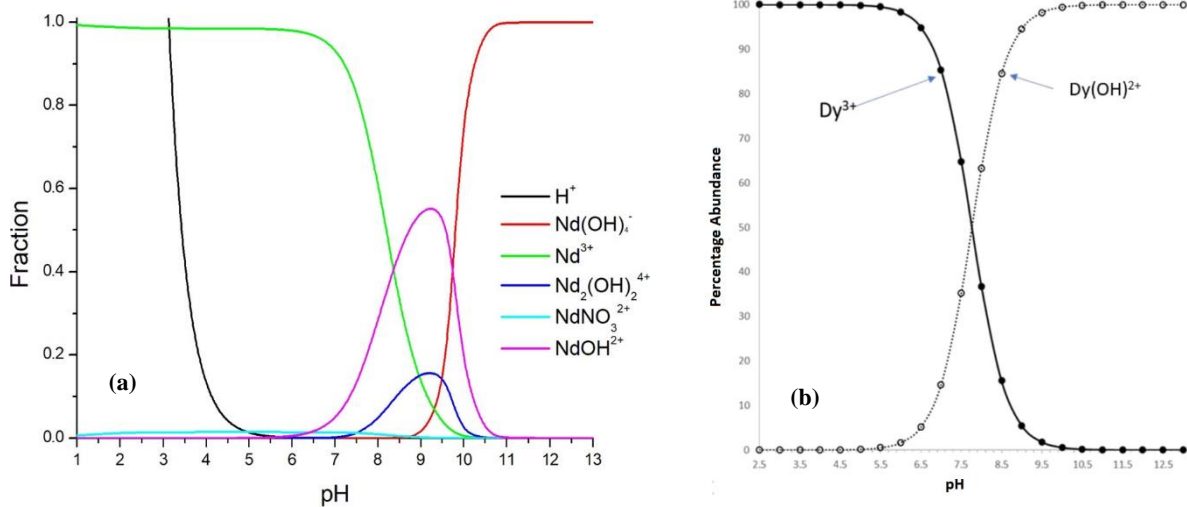 1.0
0.8
0.6
0.4
0.2
0.0
Fraction
1 2 3 4 5 6 7 8 9 10 11 12 13
pH
H⁺
Nd(OH)₄⁻
Nd³⁺
Nd₂(OH)₂⁴⁺
NdNO₃²⁺
NdOH²⁺
(a)
100
90
80
70
60
50
40
30
20
10
0
Percentage Abundance
2.5 3.5 4.5 5.5 6.5 7.5 8.5 9.5 10.5 11.5 12.5
pH
Dy³⁺
Dy(OH)²⁺
(b)